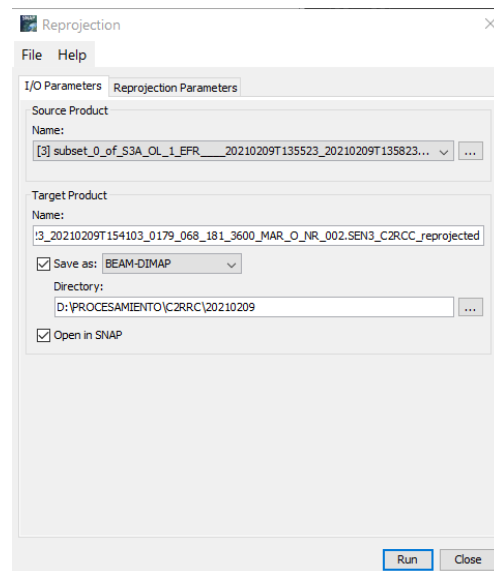 SNAP
Reprojection
File Help
I/O Parameters Reprojection Parameters
Source Product
Name:
[3] subset_0_of_S3A_OL_1_EFR____20210209T135523_20210209T135823... ...
Target Product
Name:
!3_20210209T154103_0179_068_181_3600_MAR_O_NR_002.SEN3_C2RCC_reprojected
Save as: BEAM-DIMAP
Directory:
D:\PROCESAMIENTO\C2RRC\20210209 ...
Open in SNAP
Run Close